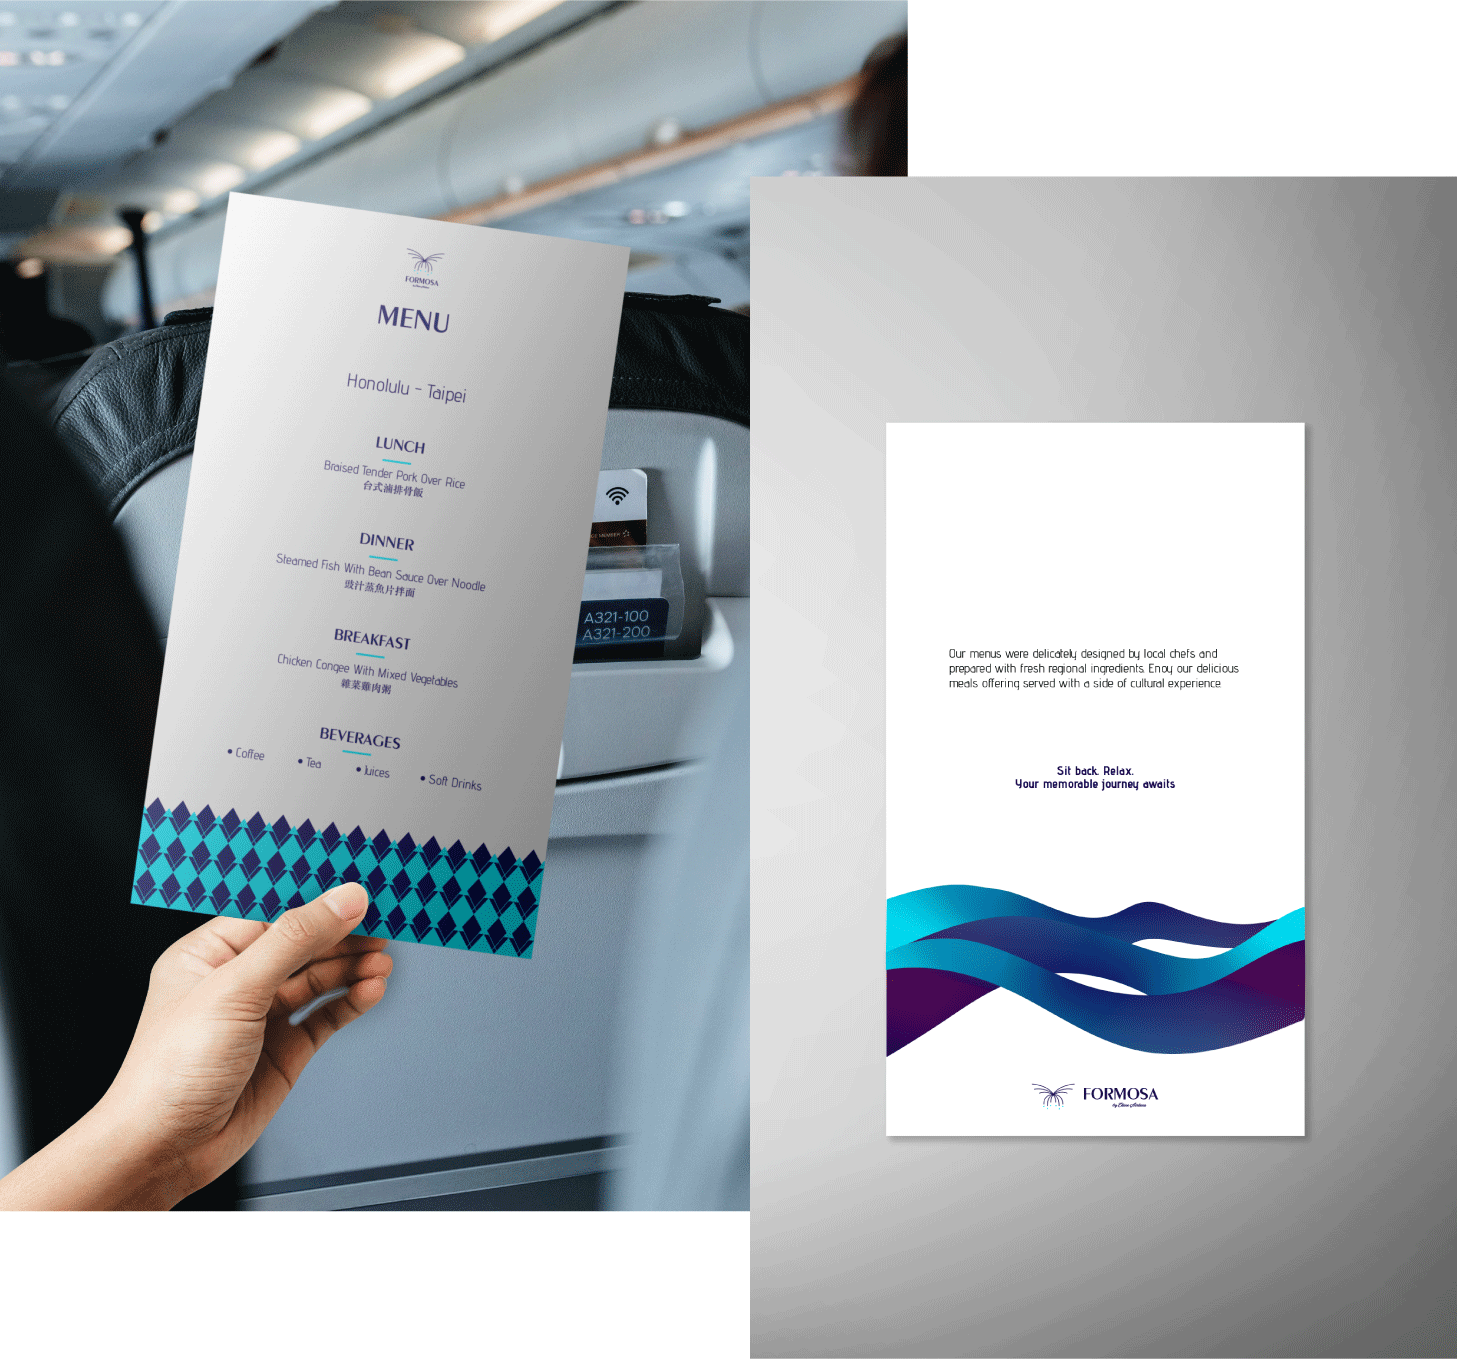 FORMOSA
MENU
Honolulu - Taipei
LUNCH
Braised Tender Pork Over Rice
台式滷排骨飯
DINNER
Steamed Fish With Bean Sauce Over Noodle
豉汁蒸魚片拌面
BREAKFAST
Chicken Congee With Mixed Vegetables
雜菜雞肉粥
BEVERAGES
• Coffee • Tea • Juices • Soft Drinks
MEMBER
A321-100
A321-200
Our menus were delicately designed by local chefs and
prepared with fresh regional ingredients. Enoy our delicious
meals offering served with a side of cultural experience.
Sit back. Relax.
Your memorable journey awaits
FORMOSA
by Airlines